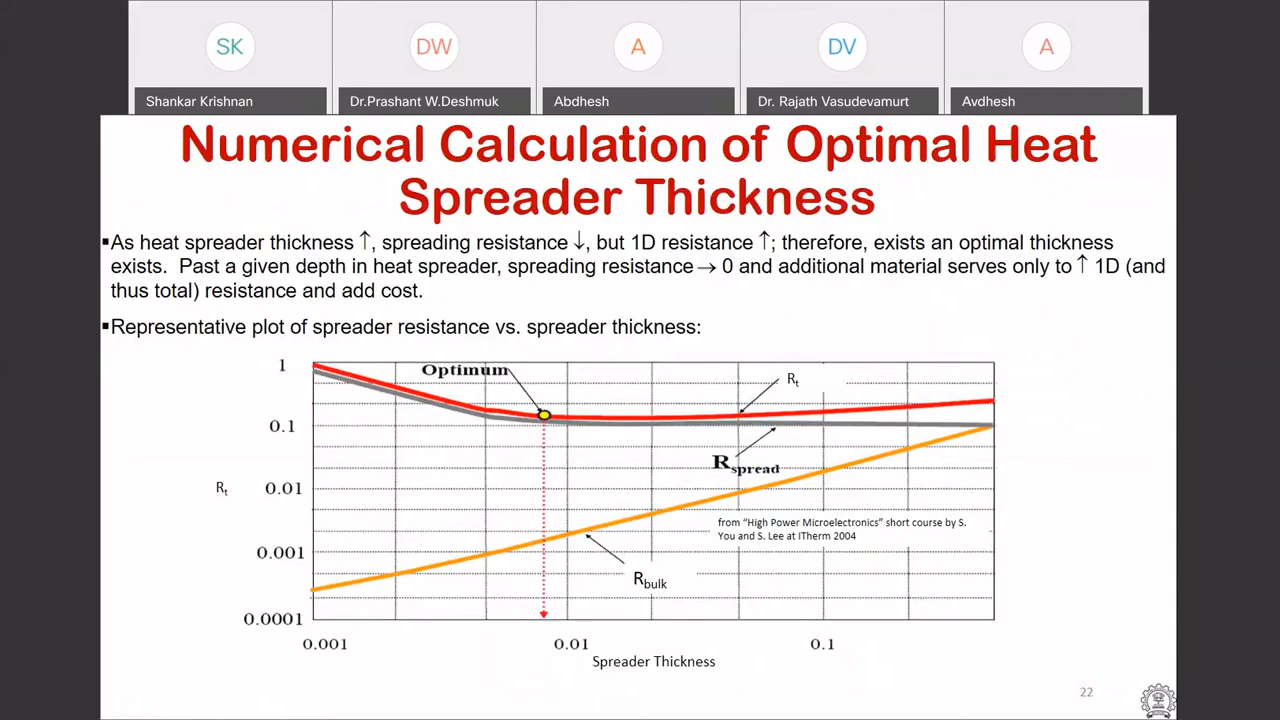 SK
DW
A
DV
A
Shankar Krishnan
Dr.Prashant W.Deshmuk
Abdhesh
Dr. Rajath Vasudevamurt
Avdhesh
Numerical Calculation of Optimal Heat
Spreader Thickness
▪As heat spreader thickness ↑, spreading resistance ↓, but 1D resistance ↑; therefore, exists an optimal thickness
exists. Past a given depth in heat spreader, spreading resistance → 0 and additional material serves only to ↑ 1D (and
thus total) resistance and add cost.
▪Representative plot of spreader resistance vs. spreader thickness:
1
Optimum
Rt
0.1
Rspread
Rt
0.01
from “High Power Microelectronics” short course by S.
You and S. Lee at ITherm 2004
0.001
Rbulk
0.0001
0.001
0.01
0.1
Spreader Thickness
22